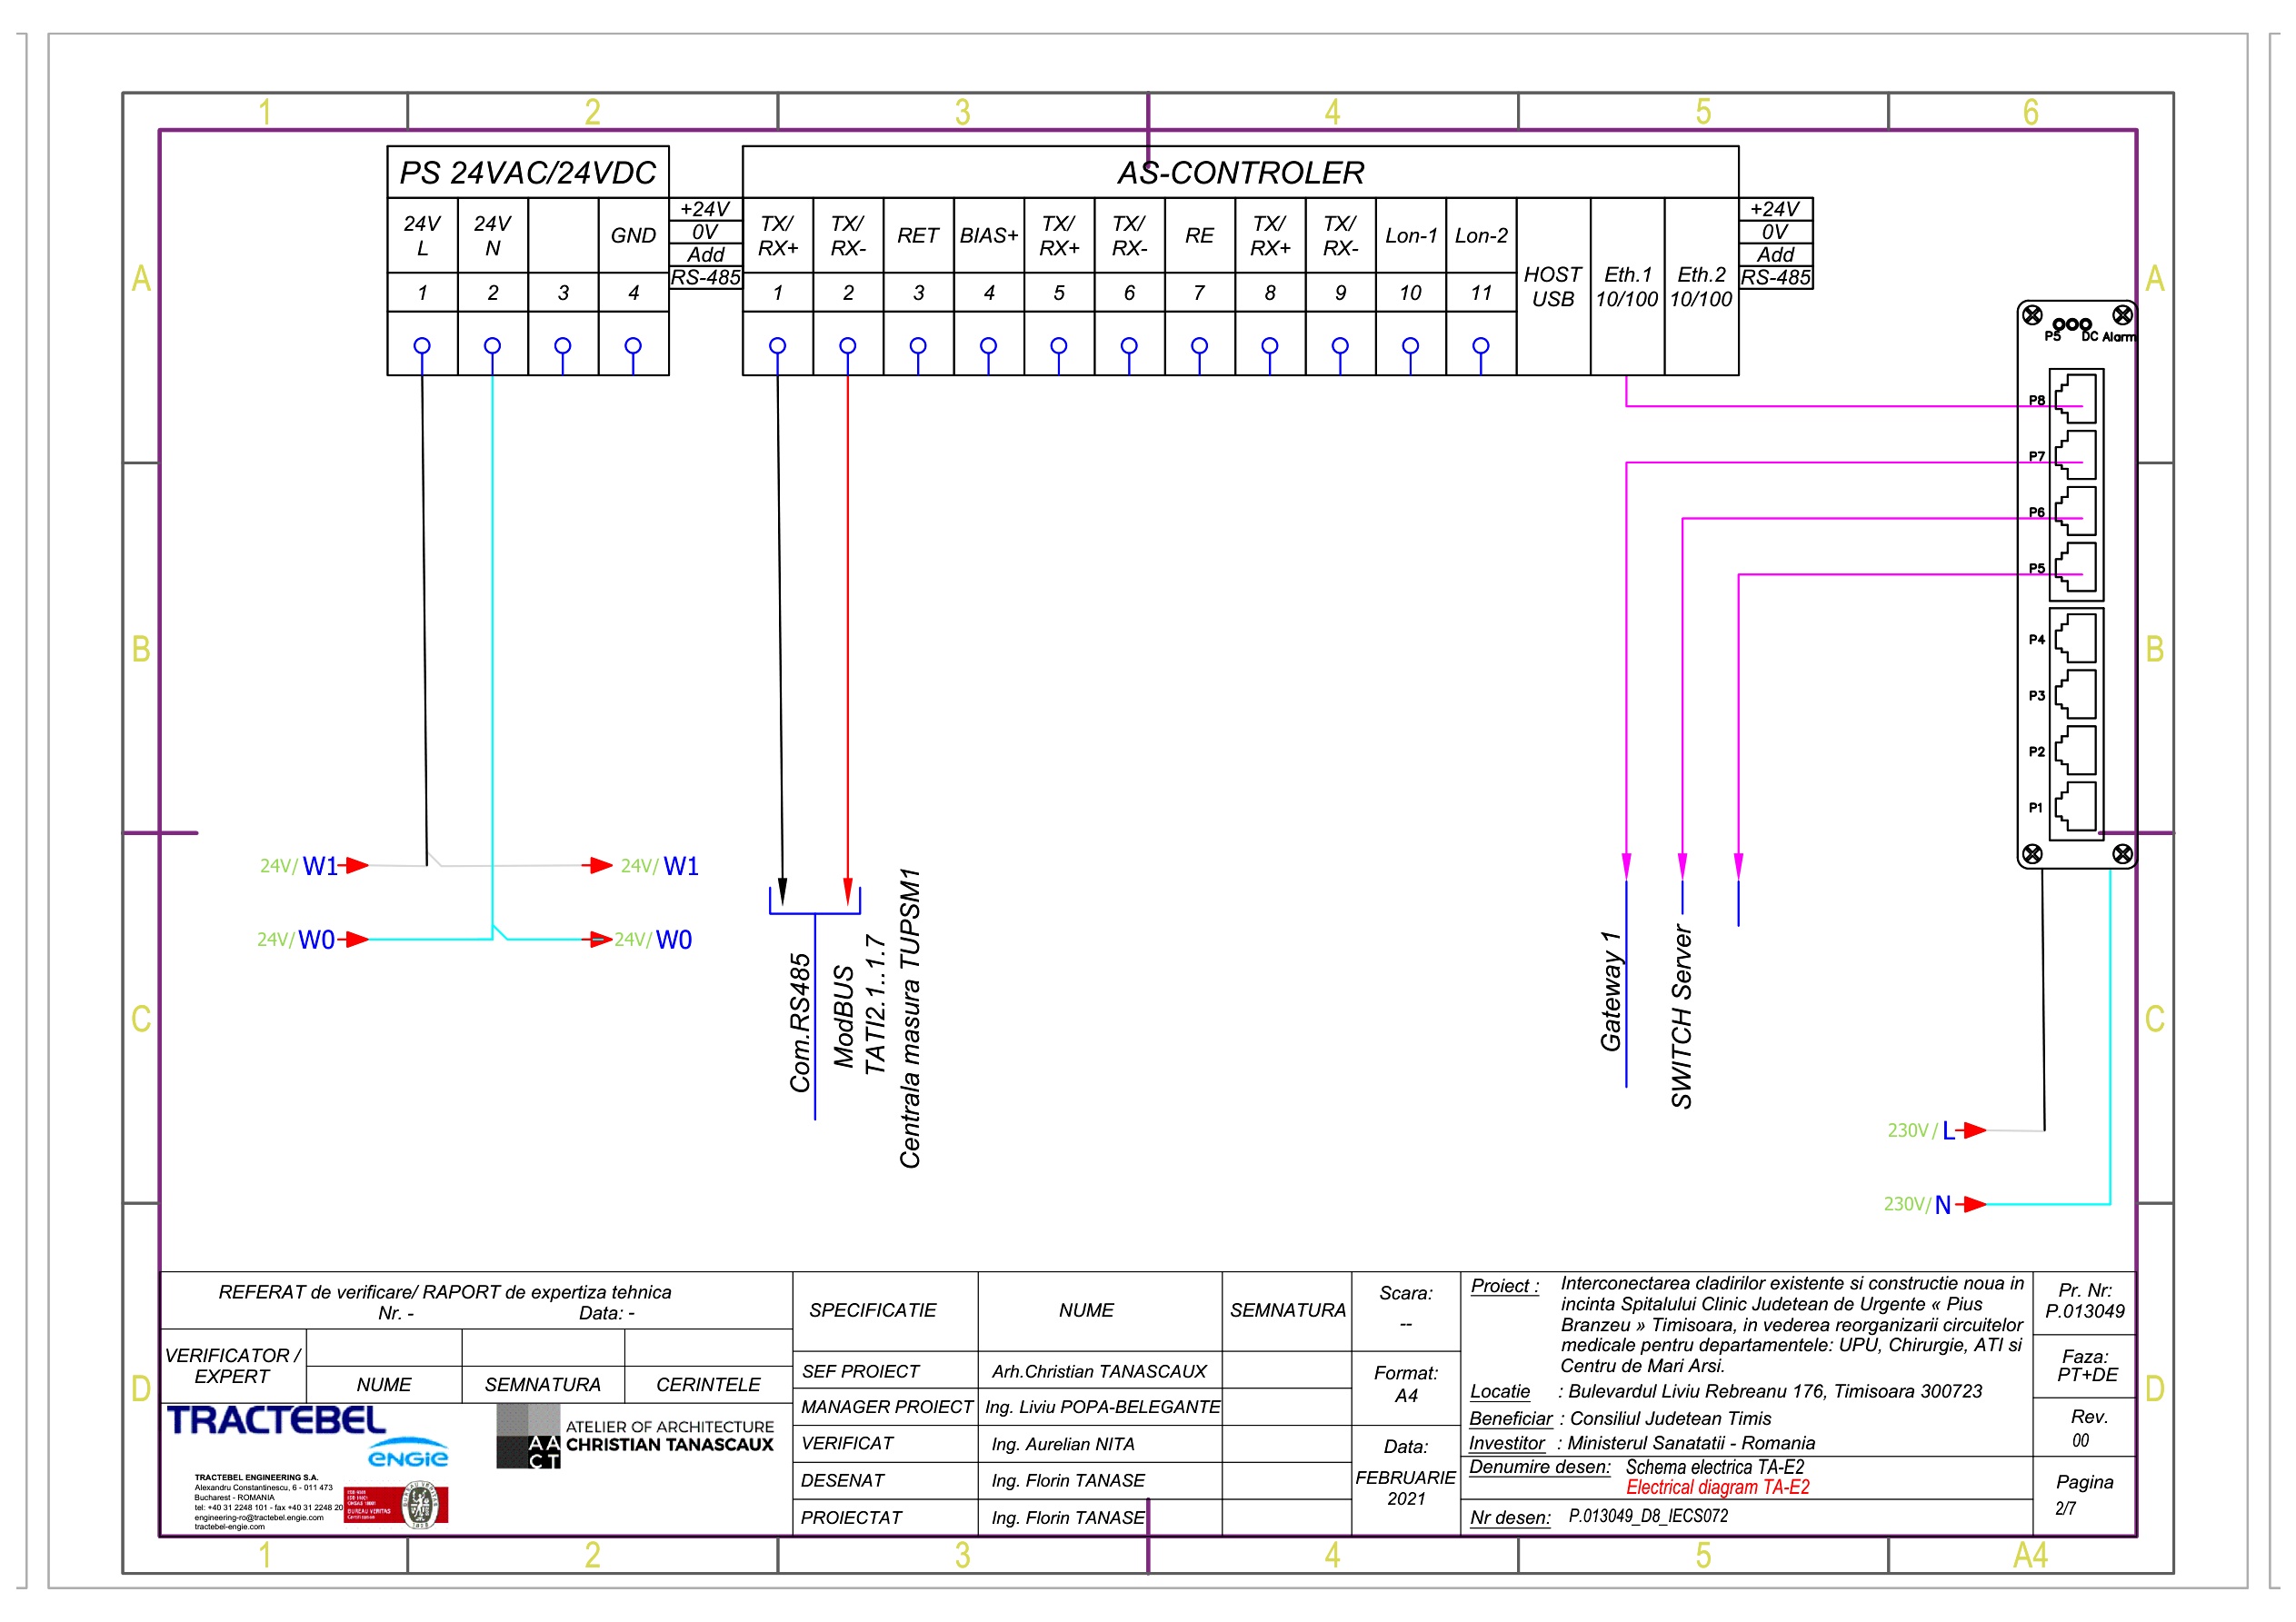 1 2 3 4 5 6
A A
B B
C C
D D
PS 24VAC/24VDC
24V L
24V N
GND
1 2 3 4
+24V
0V
Add
RS-485
AS-CONTROLER
TX/ RX+
TX/ RX-
RET
BIAS+
TX/ RX+
TX/ RX-
RE
TX/ RX+
TX/ RX-
Lon-1
Lon-2
1 2 3 4 5 6 7 8 9 10 11
HOST USB
Eth.1 10/100
Eth.2 10/100
+24V
0V
Add
RS-485
P5 DC Alarm
P8
P7
P6
P5
P4
P3
P2
P1
24V/ W1
24V/ W1
24V/ W0
24V/ W0
Com.RS485
ModBUS
TATI2.1..1.7
Centrala masura TUPSM1
Gateway 1
SWITCH Server
230V/ L
230V/ N
REFERAT de verificare/ RAPORT de expertiza tehnica
Nr. - Data: -
VERIFICATOR /
EXPERT
NUME SEMNATURA CERINTELE
TRACTEBEL
ENGIE
TRACTEBEL ENGINEERING S.A.
Alexandru Constantinescu, 6 - 011 473
Bucharest - ROMANIA
tel: +40 31 2248 101 - fax +40 31 2248 20
engineering-ro@tractebel.engie.com
tractebel-engie.com
BUREAU VERITAS
AA
CT
ATELIER OF ARCHITECTURE
CHRISTIAN TANASCAUX
SPECIFICATIE NUME SEMNATURA
SEF PROIECT Arh.Christian TANASCAUX
MANAGER PROIECT Ing. Liviu POPA-BELEGANTE
VERIFICAT Ing. Aurelian NITA
DESENAT Ing. Florin TANASE
PROIECTAT Ing. Florin TANASE
Scara:
--
Format:
A4
Data:
FEBRUARIE
2021
Proiect : Interconectarea cladirilor existente si constructie noua in
incinta Spitalului Clinic Judetean de Urgente « Pius
Branzeu » Timisoara, in vederea reorganizarii circuitelor
medicale pentru departamentele: UPU, Chirurgie, ATI si
Centru de Mari Arsi.
Locatie : Bulevardul Liviu Rebreanu 176, Timisoara 300723
Beneficiar : Consiliul Judetean Timis
Investitor : Ministerul Sanatatii - Romania
Denumire desen: Schema electrica TA-E2
Electrical diagram TA-E2
Nr desen: P.013049_D8_IECS072
Pr. Nr:
P.013049
Faza:
PT+DE
Rev.
00
Pagina
2/7
1 2 3 4 5 A4